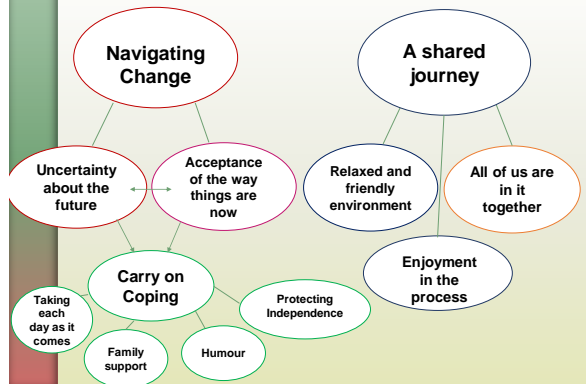 Navigating
Change
A shared
journey
Uncertainty
about the
future
Acceptance
of the way
things are
now
Relaxed and
friendly
environment
All of us are
in it
together
Enjoyment
in the
process
Carry on
Coping
Taking
each
day as it
comes
Family
support
Humour
Protecting
Independence